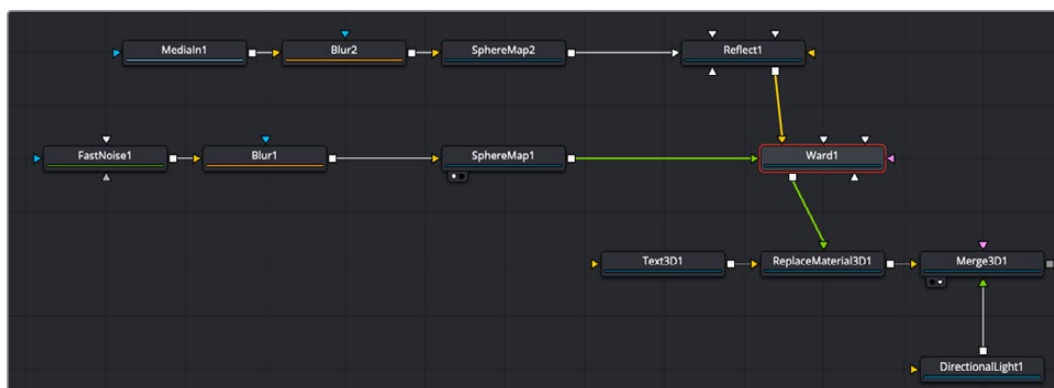 MediaIn1
Blur2
SphereMap2
Reflect1
FastNoise1
Blur1
SphereMap1
Ward1
Text3D1
ReplaceMaterial3D1
Merge3D1
DirectionalLight1